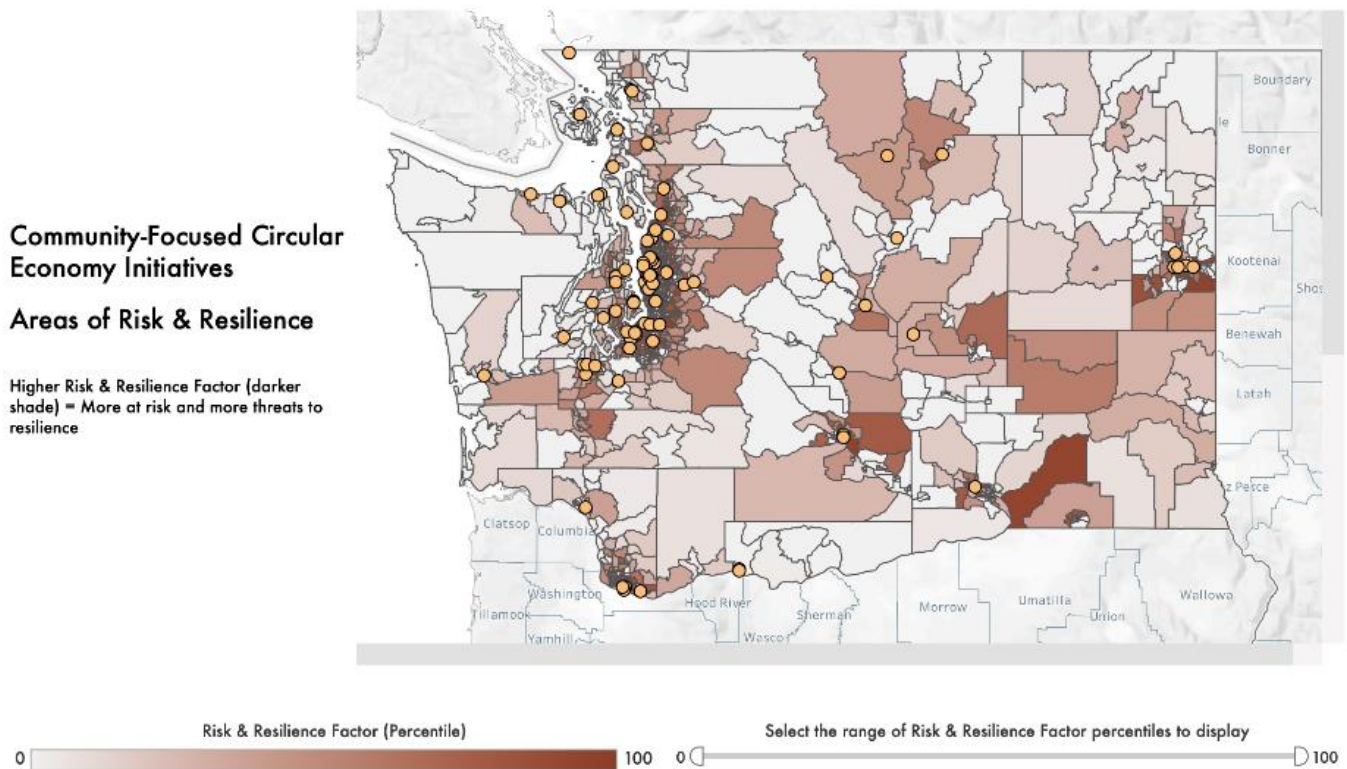 Community-Focused Circular
Economy Initiatives
Areas of Risk & Resilience
Higher Risk & Resilience Factor (darker
shade) = More at risk and more threats to
resilience
Boundary
le
Bonner
Kootenai
Shos
Benewah
Latah
z Perce
Clatsop
Columbia
Washington
Tillamook
Yamhill
Hood River
Wasco
Sherman
Morrow
Umatilla
Union
Wallowa
Risk & Resilience Factor (Percentile)
0
100
Select the range of Risk & Resilience Factor percentiles to display
0
100